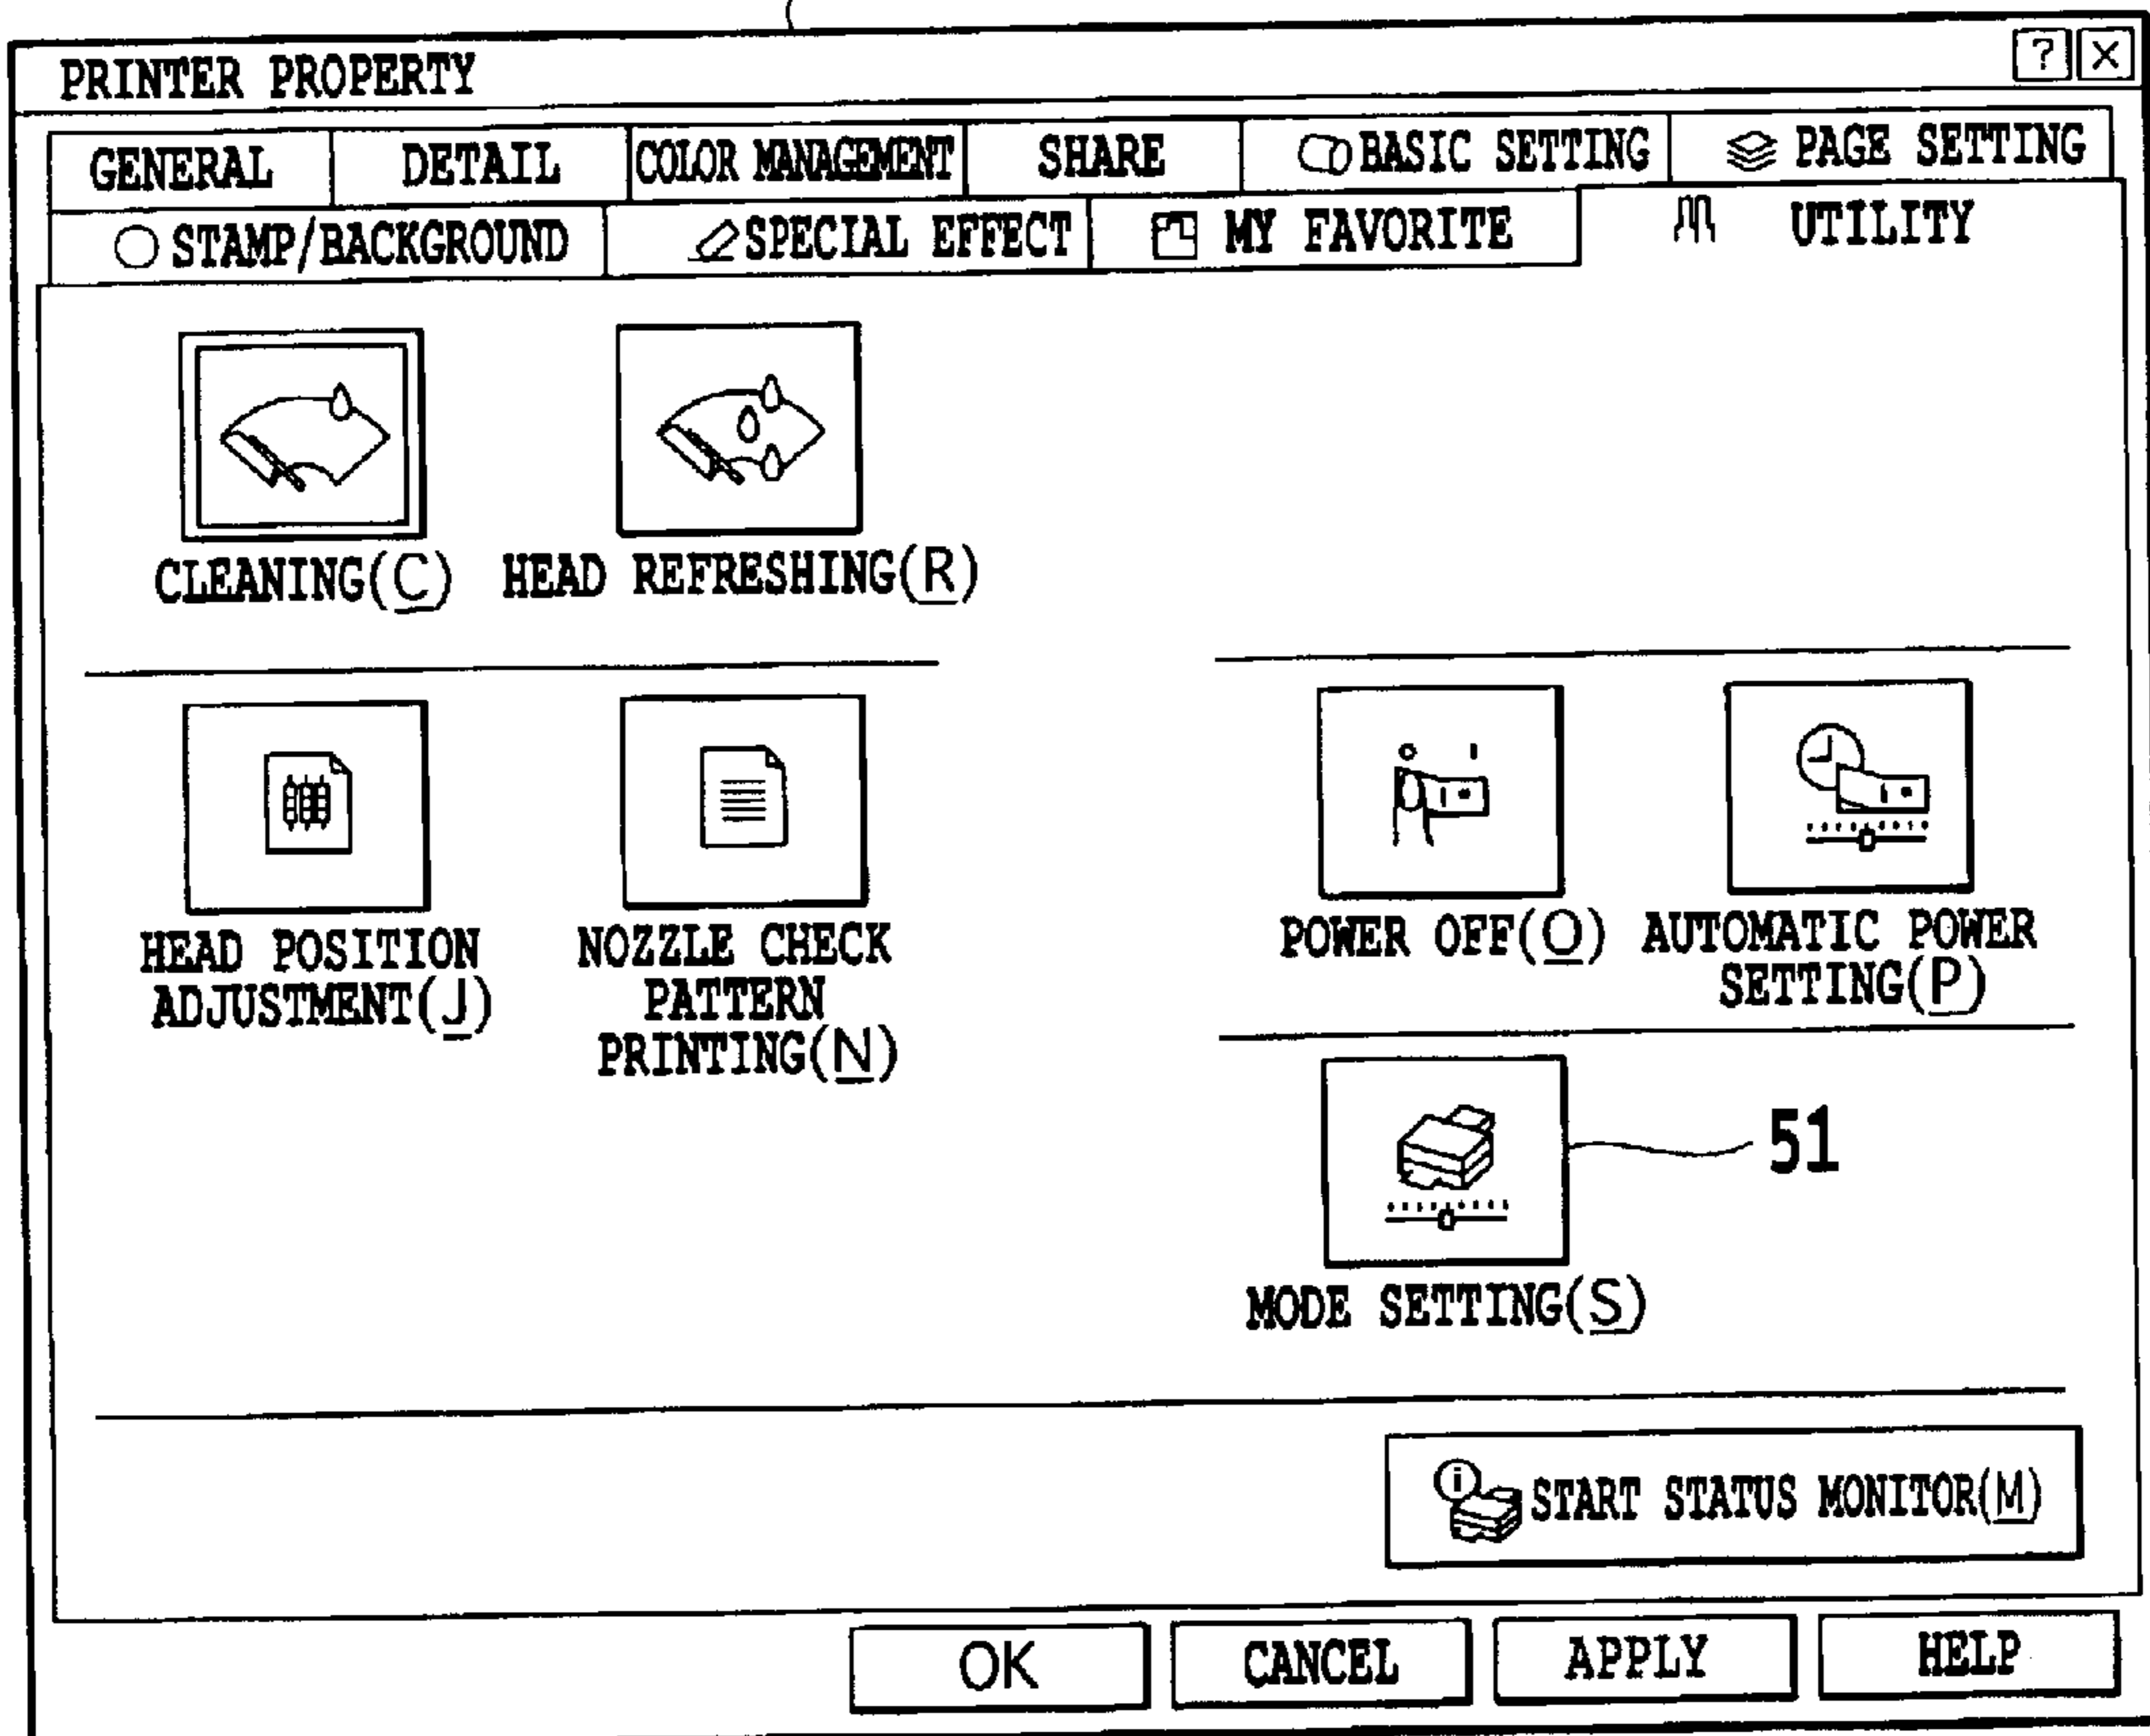 PRINTER PROPERTY ? X
GENERAL DETAIL COLOR MANAGEMENT SHARE BASIC SETTING PAGE SETTING
STAMP/BACKGROUND SPECIAL EFFECT MY FAVORITE UTILITY
CLEANING(C) HEAD REFRESHING(R)
HEAD POSITION
ADJUSTMENT(J)
NOZZLE CHECK
PATTERN
PRINTING(N)
POWER OFF(O)
AUTOMATIC POWER
SETTING(P)
51
MODE SETTING(S)
i START STATUS MONITOR(M)
OK CANCEL APPLY HELP